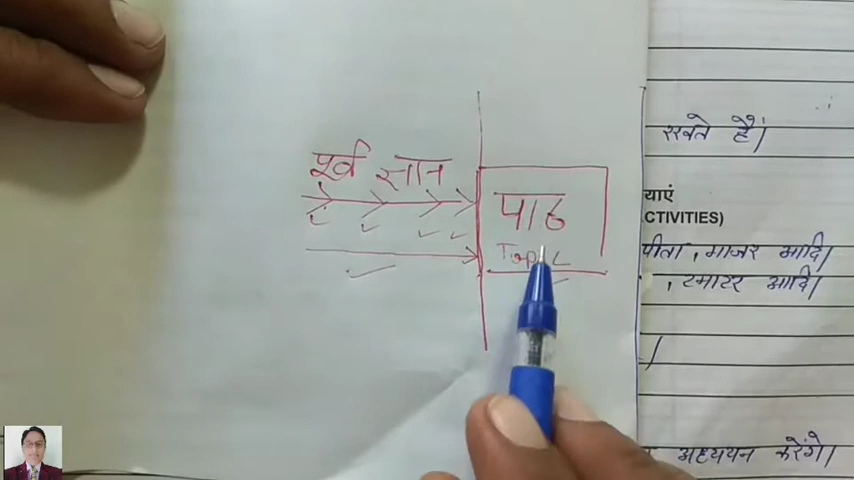 पूर्व ज्ञान
पाठ
Topic
रखते हैं।
याएं
CTIVITIES)
पीता, गाजर आदि।
, टमाटर आदि।
अध्ययन करेंगे।